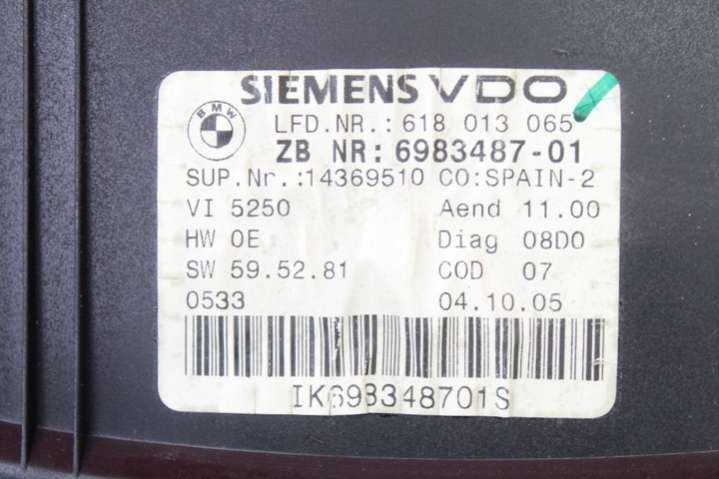 SIEMENS VDO
BMW
LFD.NR.:618 013 065
ZB NR: 6983487-01
SUP.Nr.:14369510 CO:SPAIN-2
VI 5250 Aend 11.00
HW 0E Diag 08D0
SW 59.52.81 COD 07
0533 04.10.05
IK698348701S